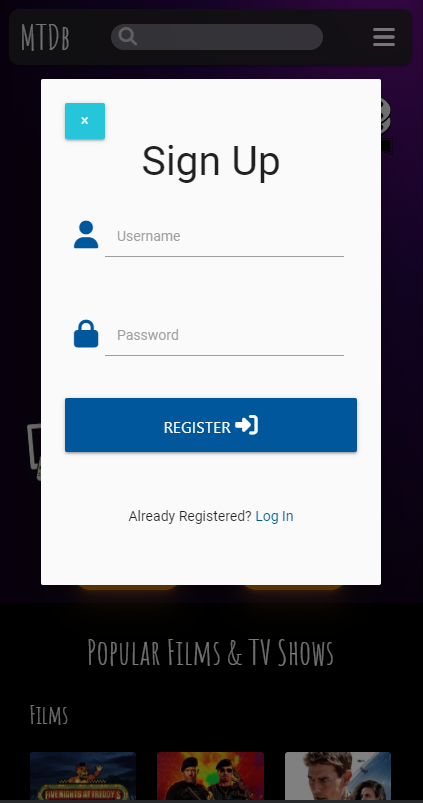 MTDb
×
Sign Up
Username
Password
REGISTER
Already Registered? Log In
Popular Films & TV Shows
Films
FIVE NIGHTS AT FREDDY'S